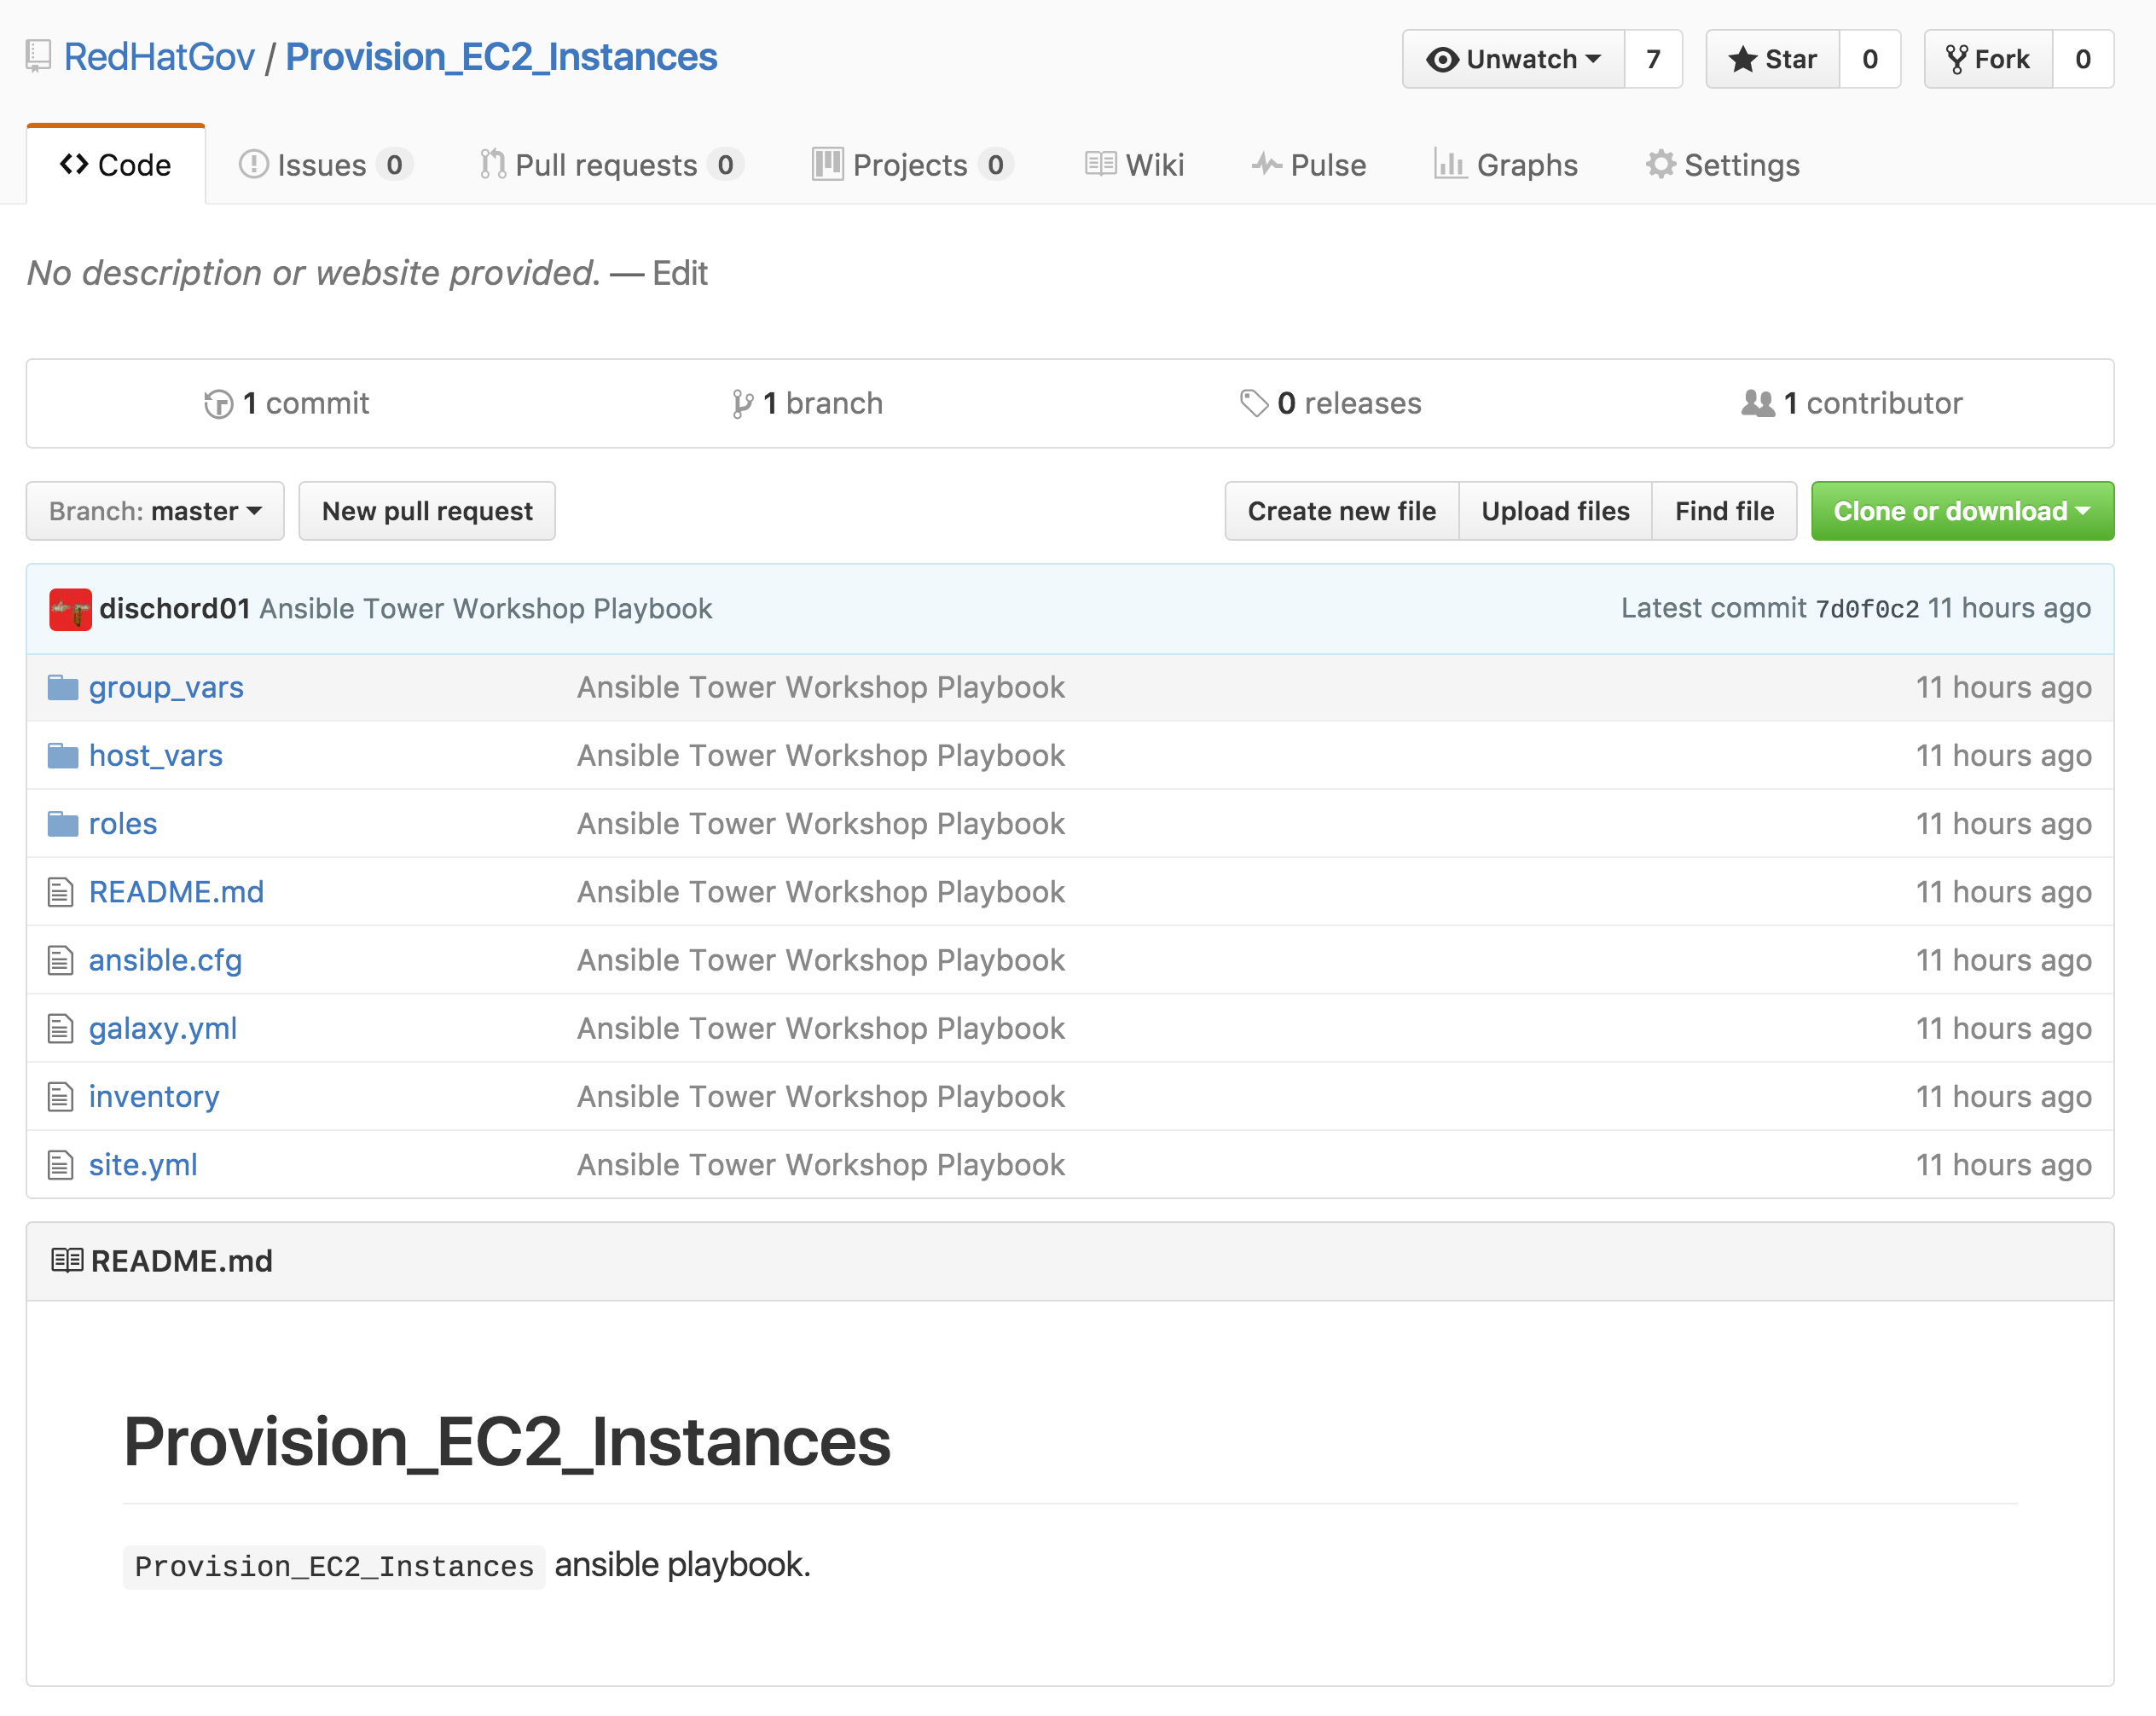 RedHatGov / Provision_EC2_Instances Unwatch 7 Star 0 Fork 0
Code Issues 0 Pull requests 0 Projects 0 Wiki Pulse Graphs Settings
No description or website provided. — Edit
1 commit 1 branch 0 releases 1 contributor
Branch: master New pull request Create new file Upload files Find file Clone or download
dischord01 Ansible Tower Workshop Playbook Latest commit 7d0f0c2 11 hours ago
group_vars Ansible Tower Workshop Playbook 11 hours ago
host_vars Ansible Tower Workshop Playbook 11 hours ago
roles Ansible Tower Workshop Playbook 11 hours ago
README.md Ansible Tower Workshop Playbook 11 hours ago
ansible.cfg Ansible Tower Workshop Playbook 11 hours ago
galaxy.yml Ansible Tower Workshop Playbook 11 hours ago
inventory Ansible Tower Workshop Playbook 11 hours ago
site.yml Ansible Tower Workshop Playbook 11 hours ago
README.md
Provision_EC2_Instances
Provision_EC2_Instances ansible playbook.